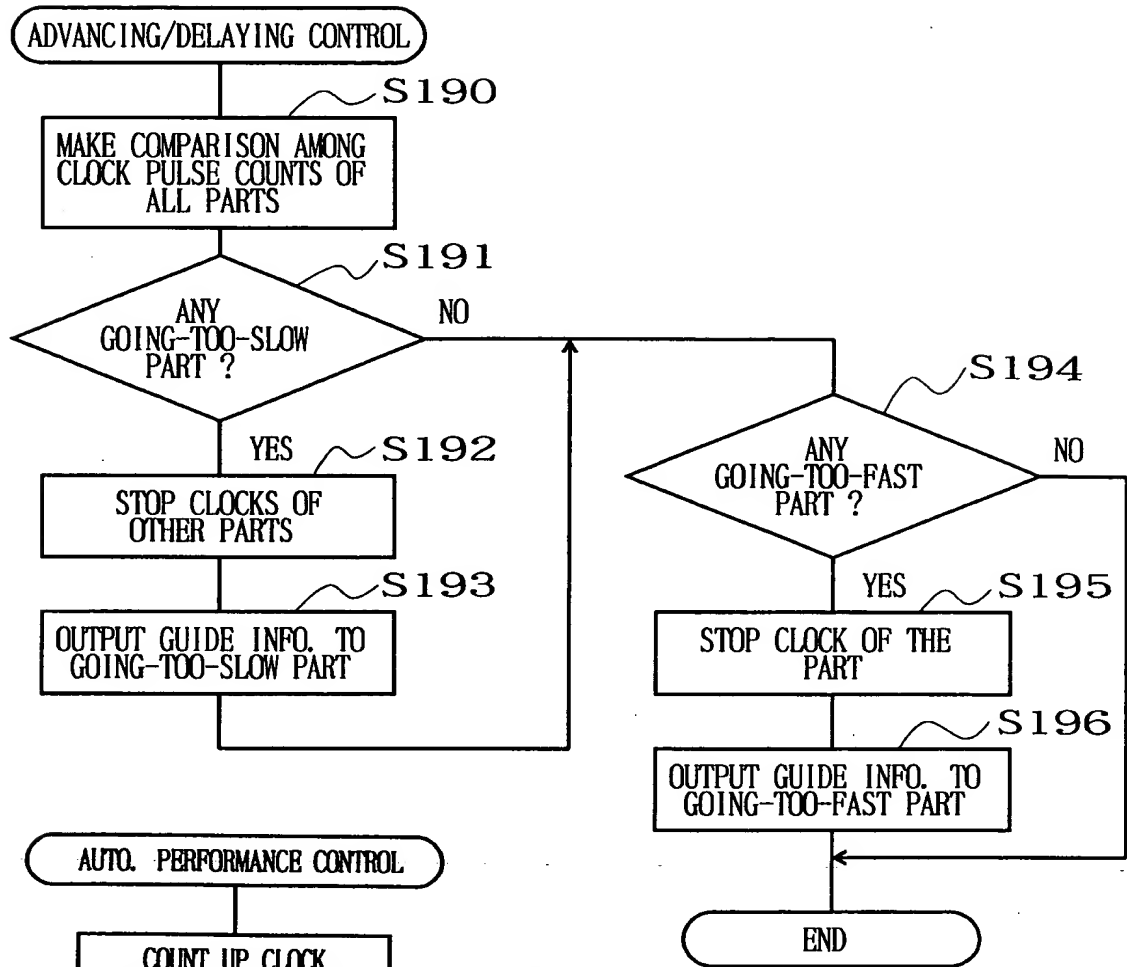 ADVANCING/DELAYING CONTROL
S190
MAKE COMPARISON AMONG
CLOCK PULSE COUNTS OF
ALL PARTS
S191
ANY
GOING-TOO-SLOW
PART ?
NO
YES
S192
STOP CLOCKS OF
OTHER PARTS
S193
OUTPUT GUIDE INFO. TO
GOING-TOO-SLOW PART
S194
ANY
GOING-TOO-FAST
PART ?
NO
YES
S195
STOP CLOCK OF THE
PART
S196
OUTPUT GUIDE INFO. TO
GOING-TOO-FAST PART
END
AUTO. PERFORMANCE CONTROL
COUNT UP CLOCK